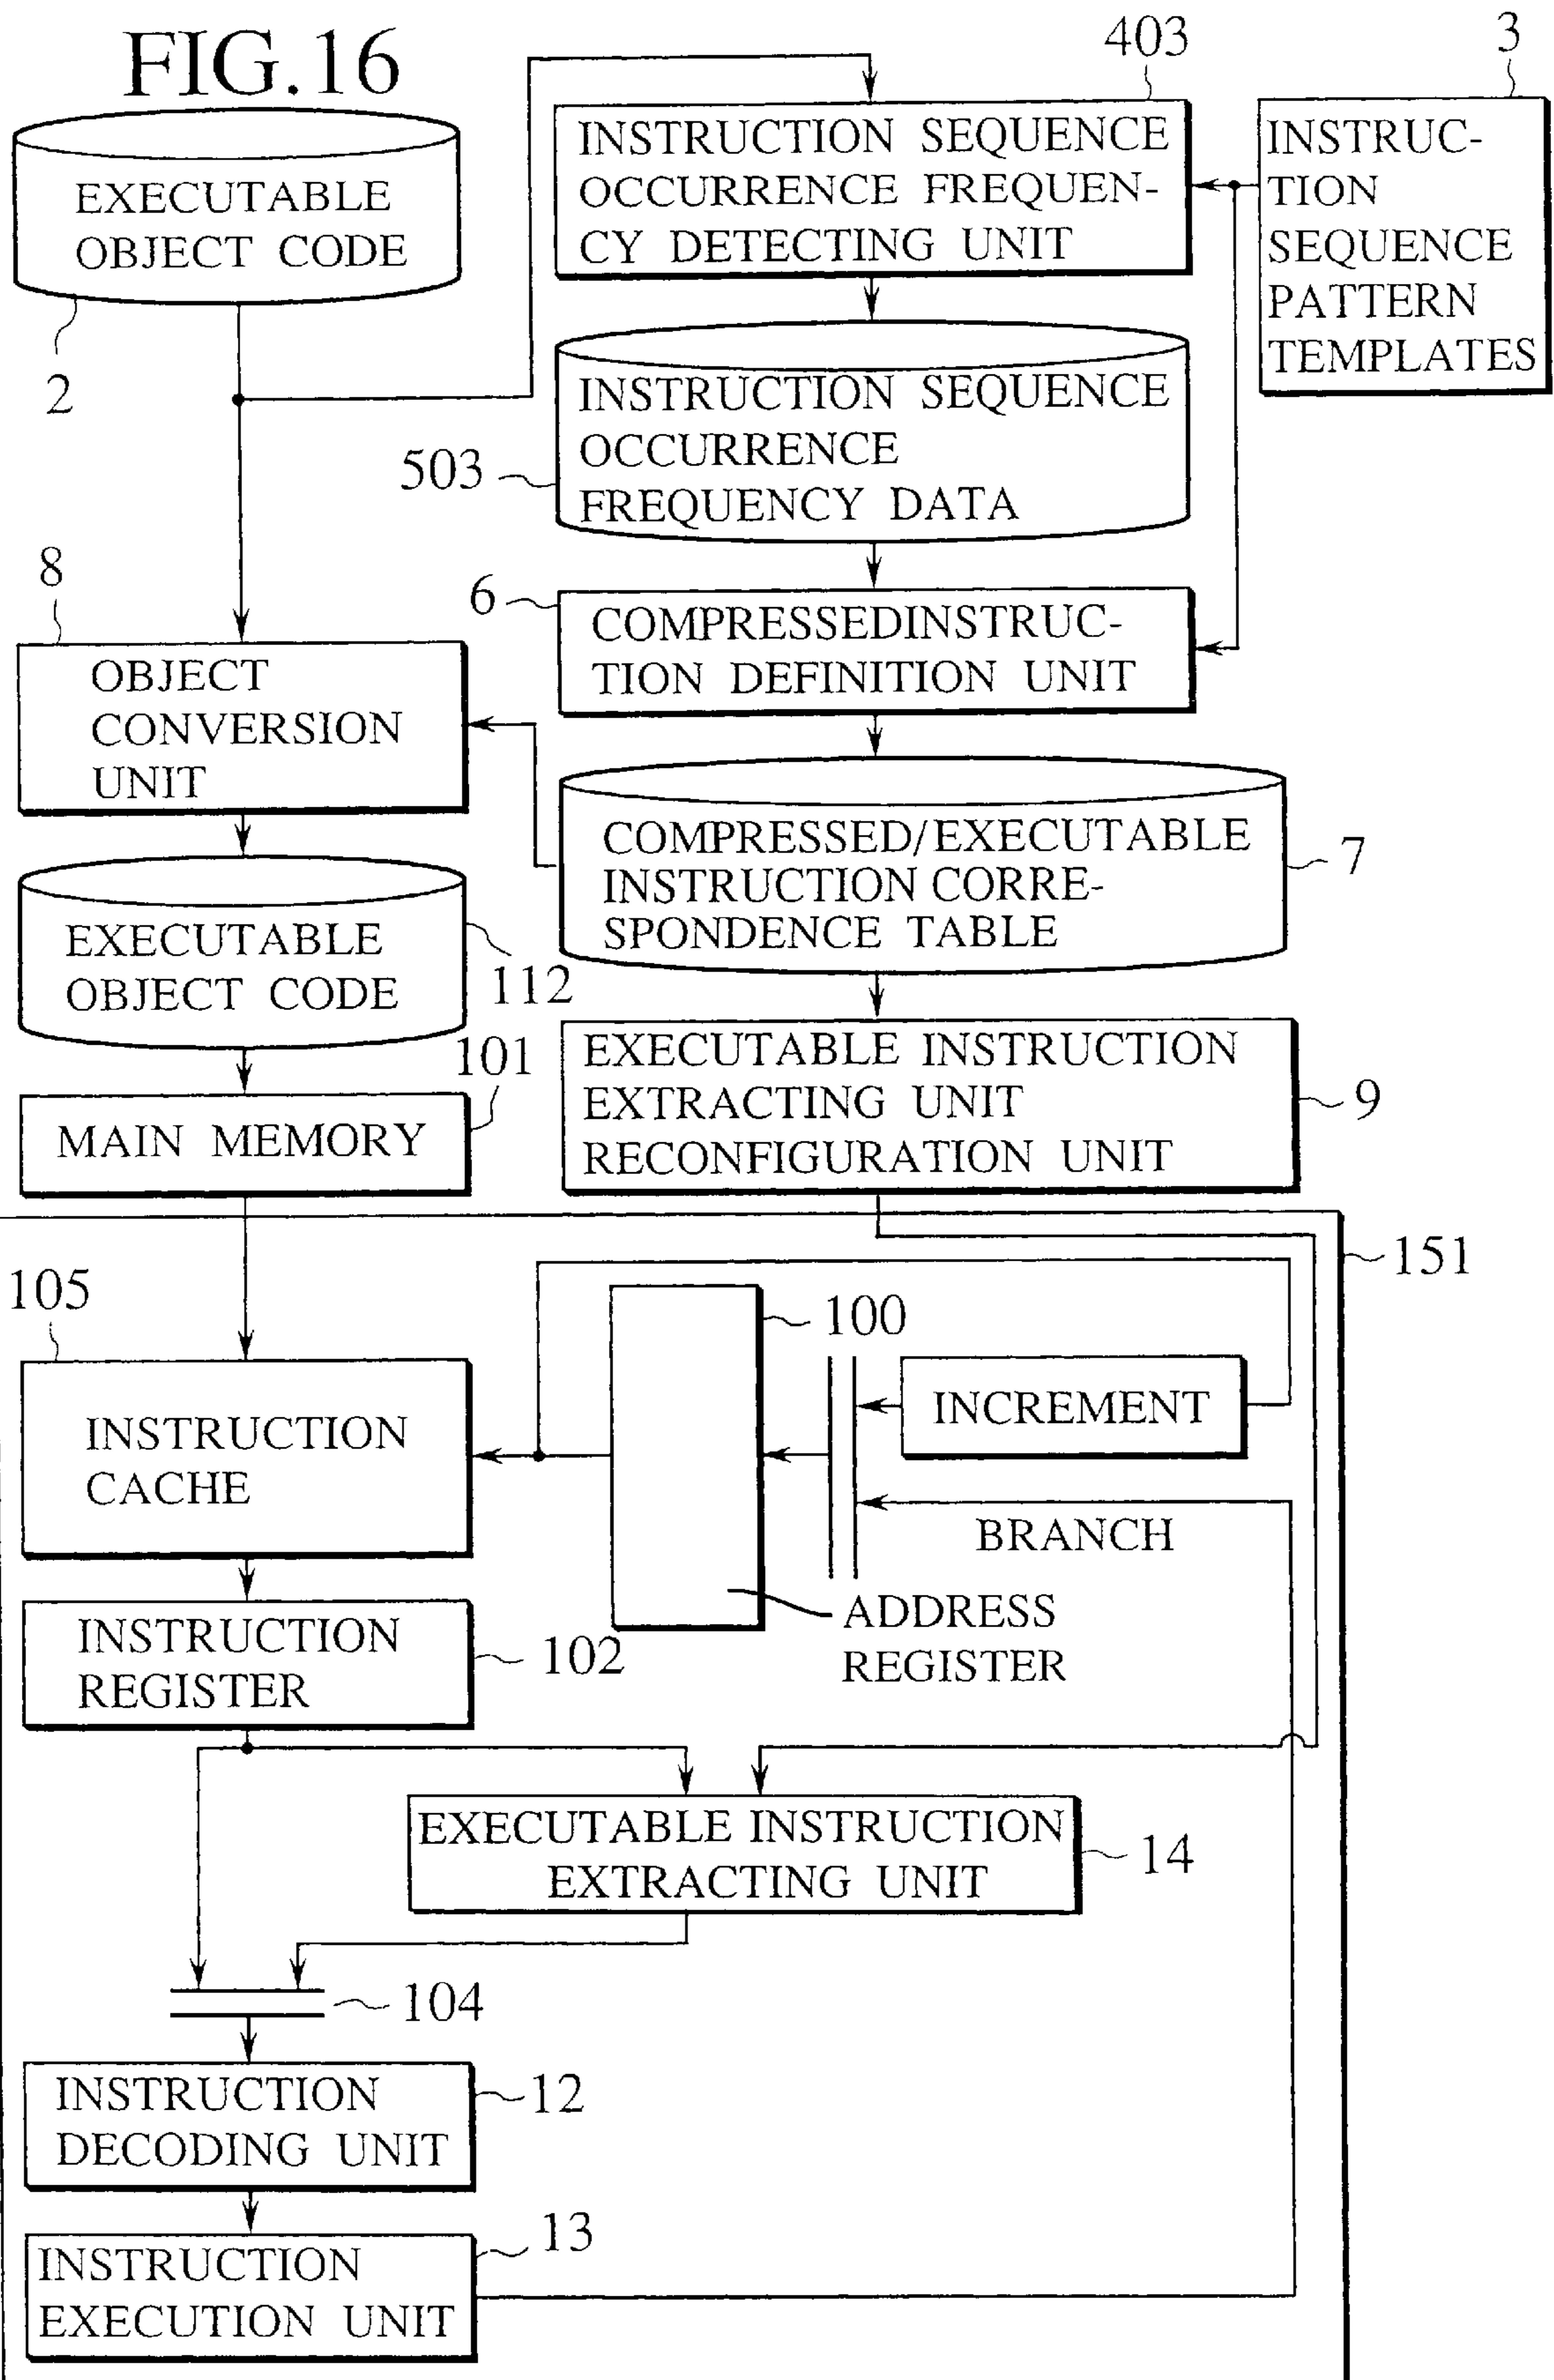 FIG.16
403
3
EXECUTABLE
OBJECT CODE
2
INSTRUCTION SEQUENCE
OCCURRENCE FREQUEN-
CY DETECTING UNIT
INSTRUC-
TION
SEQUENCE
PATTERN
TEMPLATES
INSTRUCTION SEQUENCE
OCCURRENCE
FREQUENCY DATA
503
8
6
COMPRESSEDINSTRUC-
TION DEFINITION UNIT
OBJECT
CONVERSION
UNIT
COMPRESSED/EXECUTABLE
INSTRUCTION CORRE-
SPONDENCE TABLE
7
EXECUTABLE
OBJECT CODE
112
101
MAIN MEMORY
EXECUTABLE INSTRUCTION
EXTRACTING UNIT
RECONFIGURATION UNIT
9
151
105
100
INSTRUCTION
CACHE
INCREMENT
BRANCH
ADDRESS
REGISTER
INSTRUCTION
REGISTER
102
EXECUTABLE INSTRUCTION
EXTRACTING UNIT
14
104
INSTRUCTION
DECODING UNIT
12
13
INSTRUCTION
EXECUTION UNIT